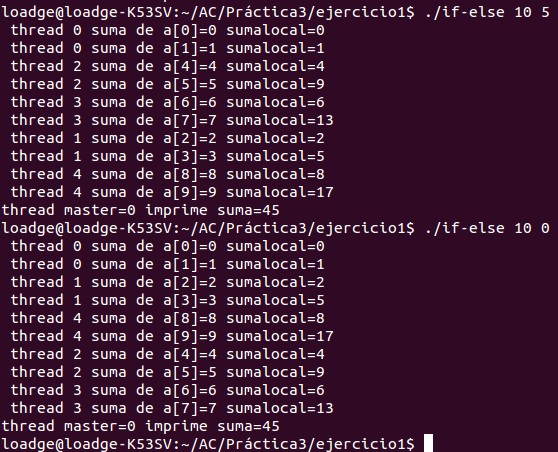 loadge@loadge-K53SV:~/AC/Práctica3/ejercicio1$ ./if-else 10 5
thread 0 suma de a[0]=0 sumalocal=0
thread 0 suma de a[1]=1 sumalocal=1
thread 2 suma de a[4]=4 sumalocal=4
thread 2 suma de a[5]=5 sumalocal=9
thread 3 suma de a[6]=6 sumalocal=6
thread 3 suma de a[7]=7 sumalocal=13
thread 1 suma de a[2]=2 sumalocal=2
thread 1 suma de a[3]=3 sumalocal=5
thread 4 suma de a[8]=8 sumalocal=8
thread 4 suma de a[9]=9 sumalocal=17
thread master=0 imprime suma=45
loadge@loadge-K53SV:~/AC/Práctica3/ejercicio1$ ./if-else 10 0
thread 0 suma de a[0]=0 sumalocal=0
thread 0 suma de a[1]=1 sumalocal=1
thread 1 suma de a[2]=2 sumalocal=2
thread 1 suma de a[3]=3 sumalocal=5
thread 4 suma de a[8]=8 sumalocal=8
thread 4 suma de a[9]=9 sumalocal=17
thread 2 suma de a[4]=4 sumalocal=4
thread 2 suma de a[5]=5 sumalocal=9
thread 3 suma de a[6]=6 sumalocal=6
thread 3 suma de a[7]=7 sumalocal=13
thread master=0 imprime suma=45
loadge@loadge-K53SV:~/AC/Práctica3/ejercicio1$